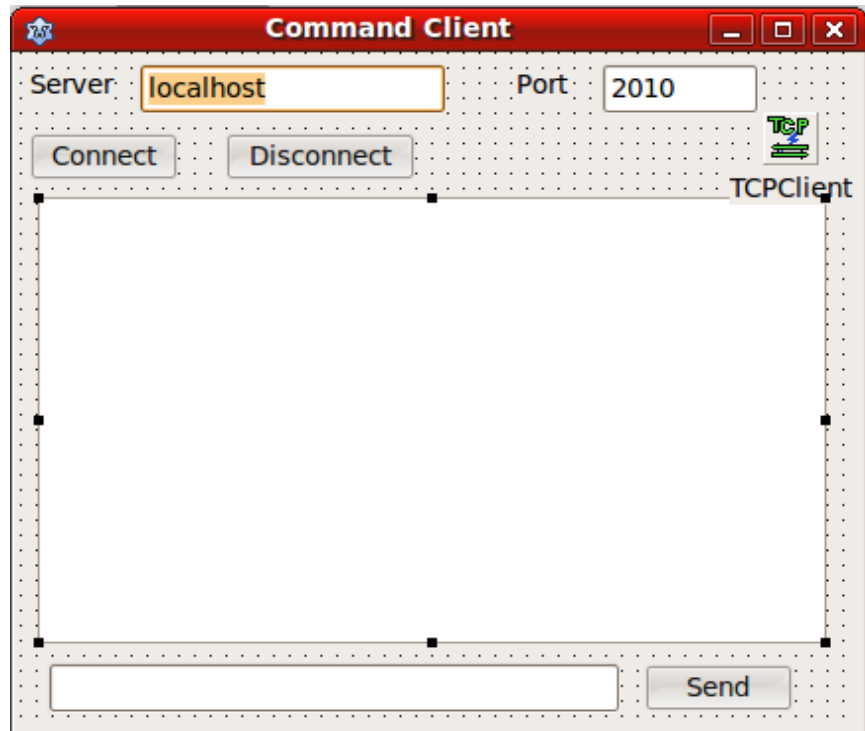 Command Client
Server localhost Port 2010
TCP
Connect Disconnect
TCPClient
Send